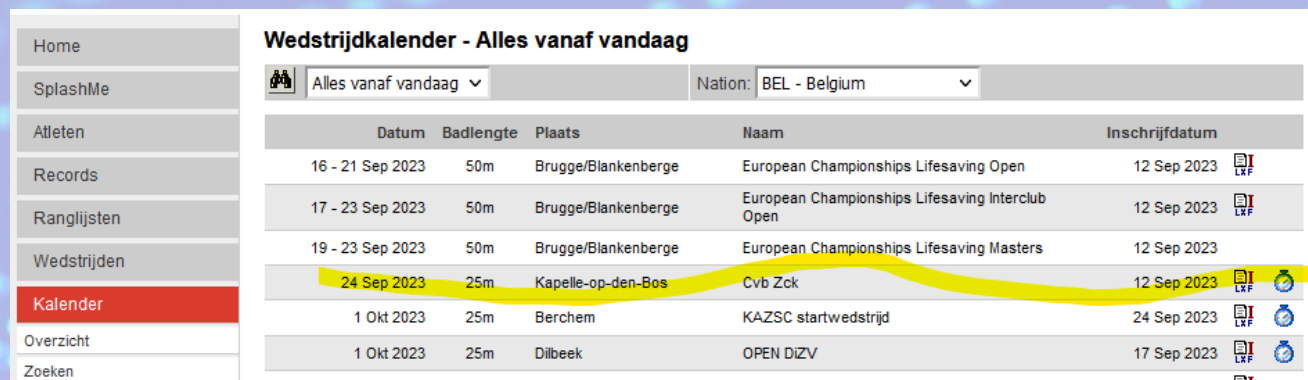 Home
SplashMe
Atleten
Records
Ranglijsten
Wedstrijden
Kalender
Overzicht
Zoeken
Wedstrijdkalender - Alles vanaf vandaag
Alles vanaf vandaag Nation: BEL - Belgium
Datum Badlengte Plaats Naam Inschrijfdatum
16 - 21 Sep 2023 50m Brugge/Blankenberge European Championships Lifesaving Open 12 Sep 2023 LXF
17 - 23 Sep 2023 50m Brugge/Blankenberge European Championships Lifesaving Interclub Open 12 Sep 2023 LXF
19 - 23 Sep 2023 50m Brugge/Blankenberge European Championships Lifesaving Masters 12 Sep 2023
24 Sep 2023 25m Kapelle-op-den-Bos Cvb Zck 12 Sep 2023 LXF
1 Okt 2023 25m Berchem KAZSC startwedstrijd 24 Sep 2023 LXF
1 Okt 2023 25m Dilbeek OPEN DiZV 17 Sep 2023 LXF